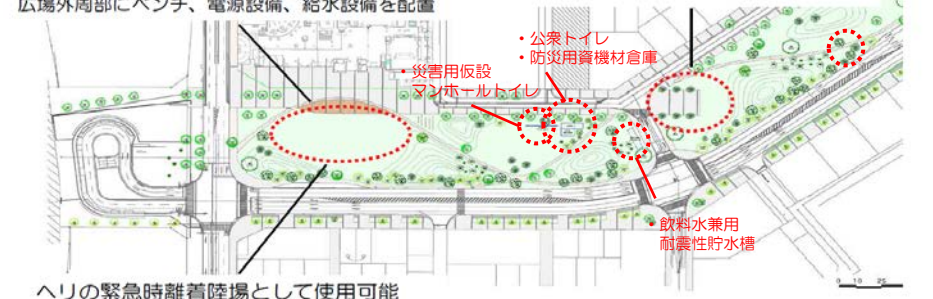 広場外周部にベンチ、電源設備、給水設備を配置
・公衆トイレ
・防災用資機材倉庫
・災害用仮設
マンホールトイレ
・飲料水兼用
耐震性貯水槽
ヘリの緊急時離着陸場として使用可能
0 10 25